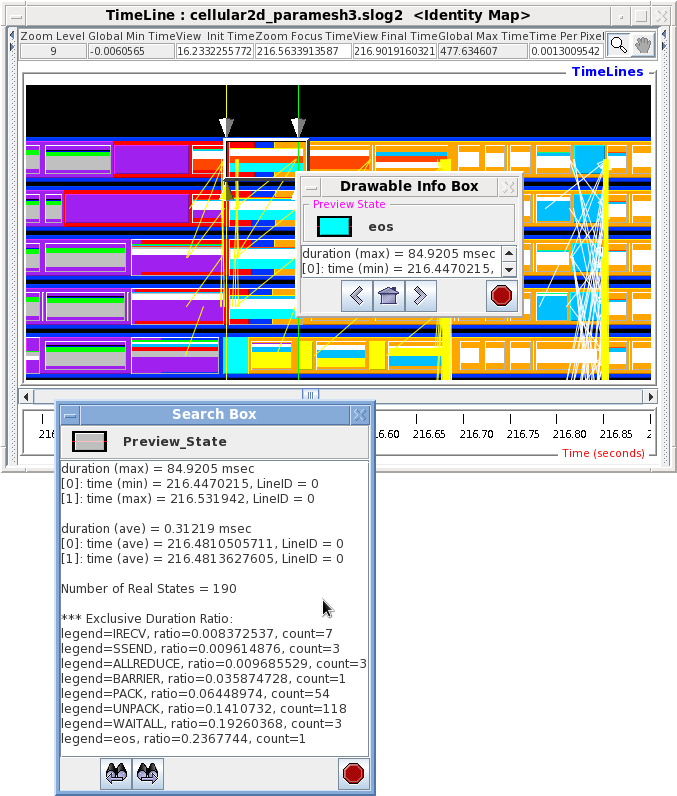 TimeLine : cellular2d_paramesh3.slog2 <Identity Map>
Zoom Level Global Min Time View Init Time Zoom Focus Time View Final Time Global Max Time Time Per Pixel
9 -0.0060565 16.2332255772 216.5633913587 216.9019160321 477.634607 0.0013009542
TimeLines
Drawable Info Box
Preview State
eos
duration (max) = 84.9205 msec
[0]: time (min) = 216.4470215,
216.60 216.65 216.70 216.75 216.80 216.85
Time (seconds)
Search Box
Preview_State
duration (max) = 84.9205 msec
[0]: time (min) = 216.4470215, LineID = 0
[1]: time (max) = 216.531942, LineID = 0
duration (ave) = 0.31219 msec
[0]: time (ave) = 216.4810505711, LineID = 0
[1]: time (ave) = 216.4813627605, LineID = 0
Number of Real States = 190
*** Exclusive Duration Ratio:
legend=IRECV, ratio=0.008372537, count=7
legend=SSEND, ratio=0.009614876, count=3
legend=ALLREDUCE, ratio=0.009685529, count=3
legend=BARRIER, ratio=0.035874728, count=1
legend=PACK, ratio=0.06448974, count=54
legend=UNPACK, ratio=0.1410732, count=118
legend=WAITALL, ratio=0.19260368, count=3
legend=eos, ratio=0.2367744, count=1